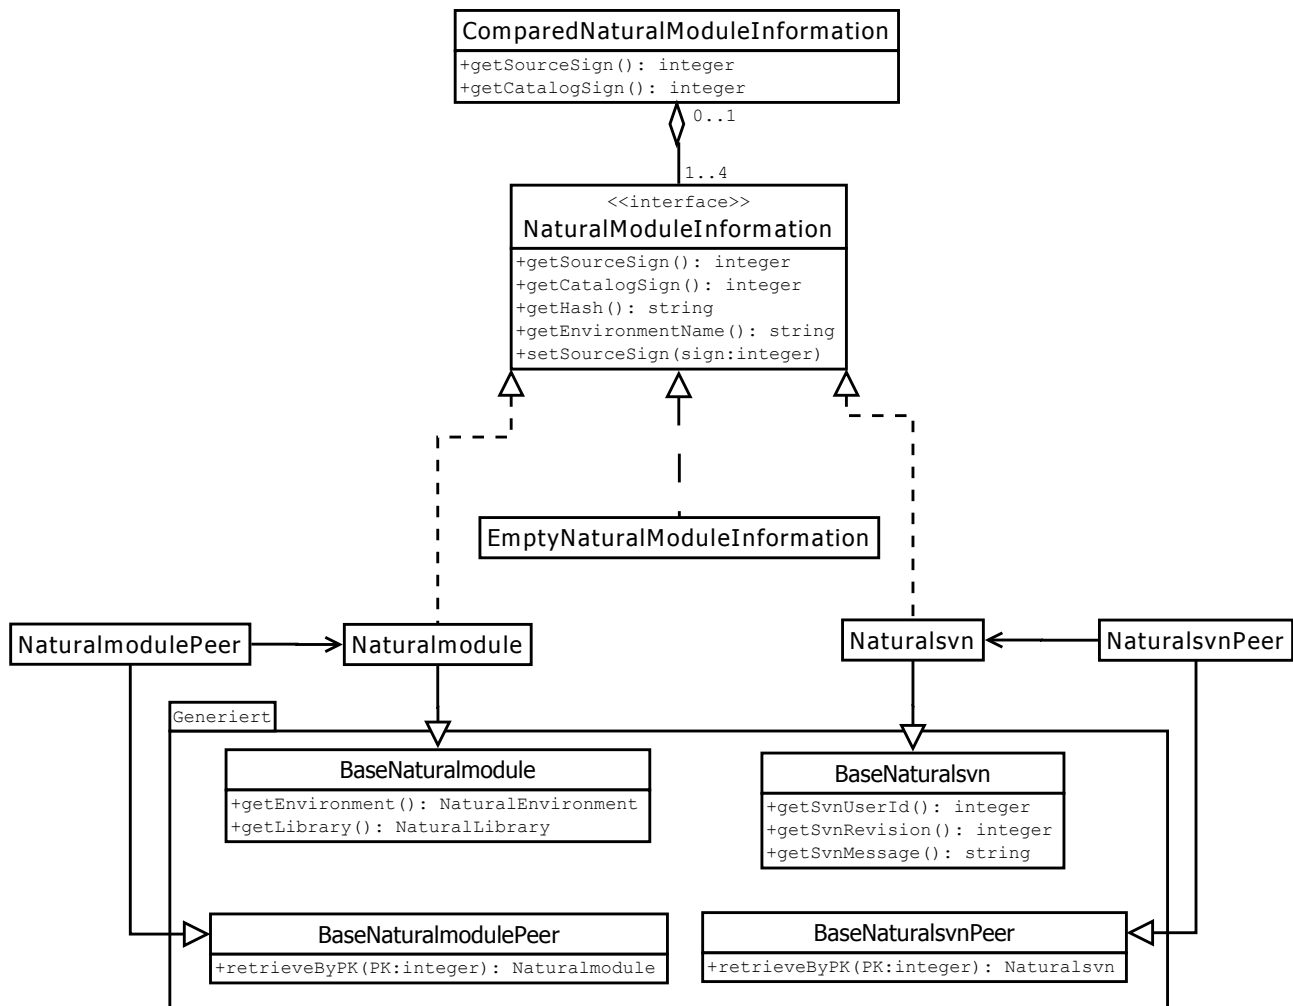 ComparedNaturalModuleInformation
+getSourceSign(): integer
+getCatalogSign(): integer
0..1
1..4
<<interface>>
NaturalModuleInformation
+getSourceSign(): integer
+getCatalogSign(): integer
+getHash(): string
+getEnvironmentName(): string
+setSourceSign(sign:integer)
EmptyNaturalModuleInformation
NaturalmodulePeer
Naturalmodule
Naturalsvn
NaturalsvnPeer
Generiert
BaseNaturalmodule
+getEnvironment(): NaturalEnvironment
+getLibrary(): NaturalLibrary
BaseNaturalsvn
+getSvnUserId(): integer
+getSvnRevision(): integer
+getSvnMessage(): string
BaseNaturalmodulePeer
+retrieveByPK(PK:integer): Naturalmodule
BaseNaturalsvnPeer
+retrieveByPK(PK:integer): Naturalsvn